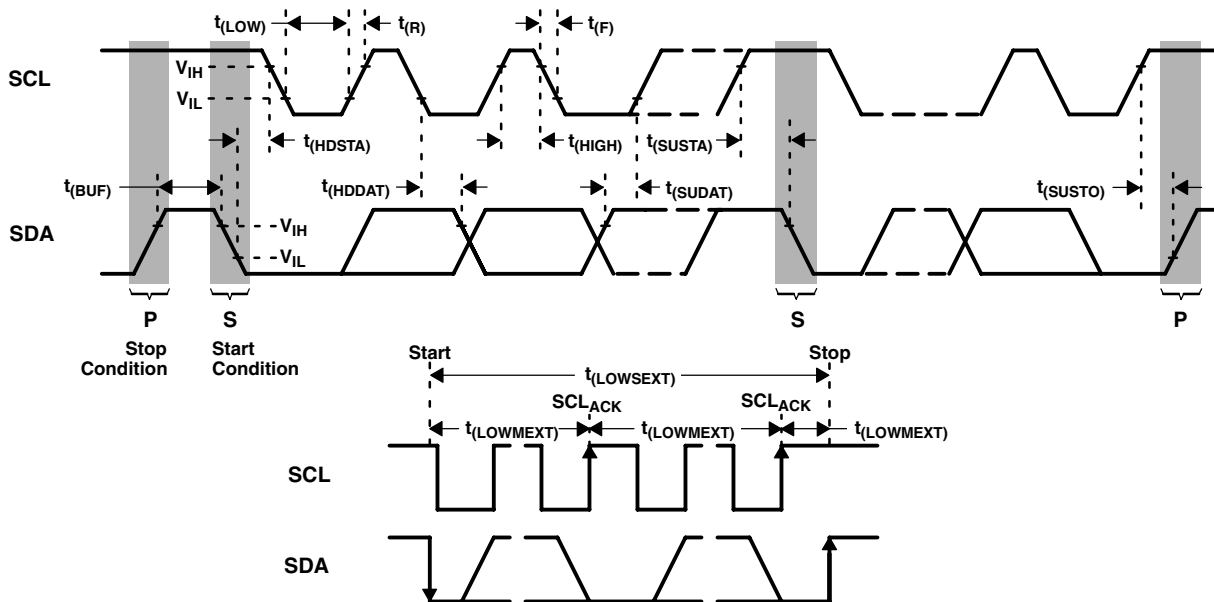 t(LOW) t(R) t(F)
SCL
VIH
VIL
t(HDSTA) t(HIGH) t(SUSTA)
t(BUF) t(HDDAT) t(SUDAT) t(SUSTO)
SDA
VIH
VIL
P S S P
Stop Condition
Start Condition
Start Stop
t(LOWSEXT)
SCLACK SCLACK
t(LOWMEXT) t(LOWMEXT) t(LOWMEXT)
SCL
SDA